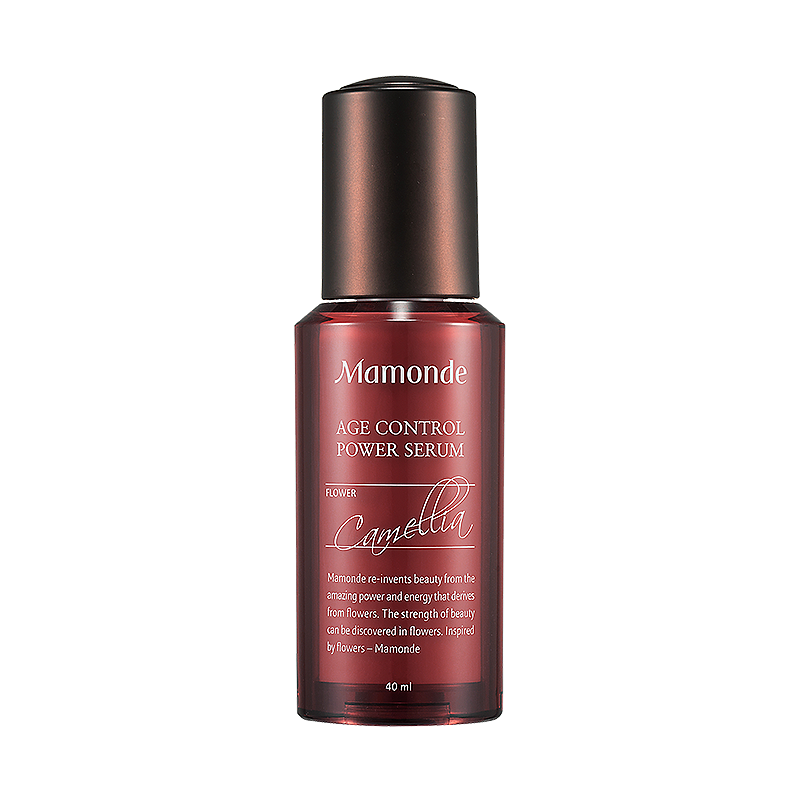 Mamonde
AGE CONTROL
POWER SERUM
FLOWER
Camellia
Mamonde re-invents beauty from the
amazing power and energy that derives
from flowers. The strength of beauty
can be discovered in flowers. Inspired
by flowers – Mamonde
40 ml